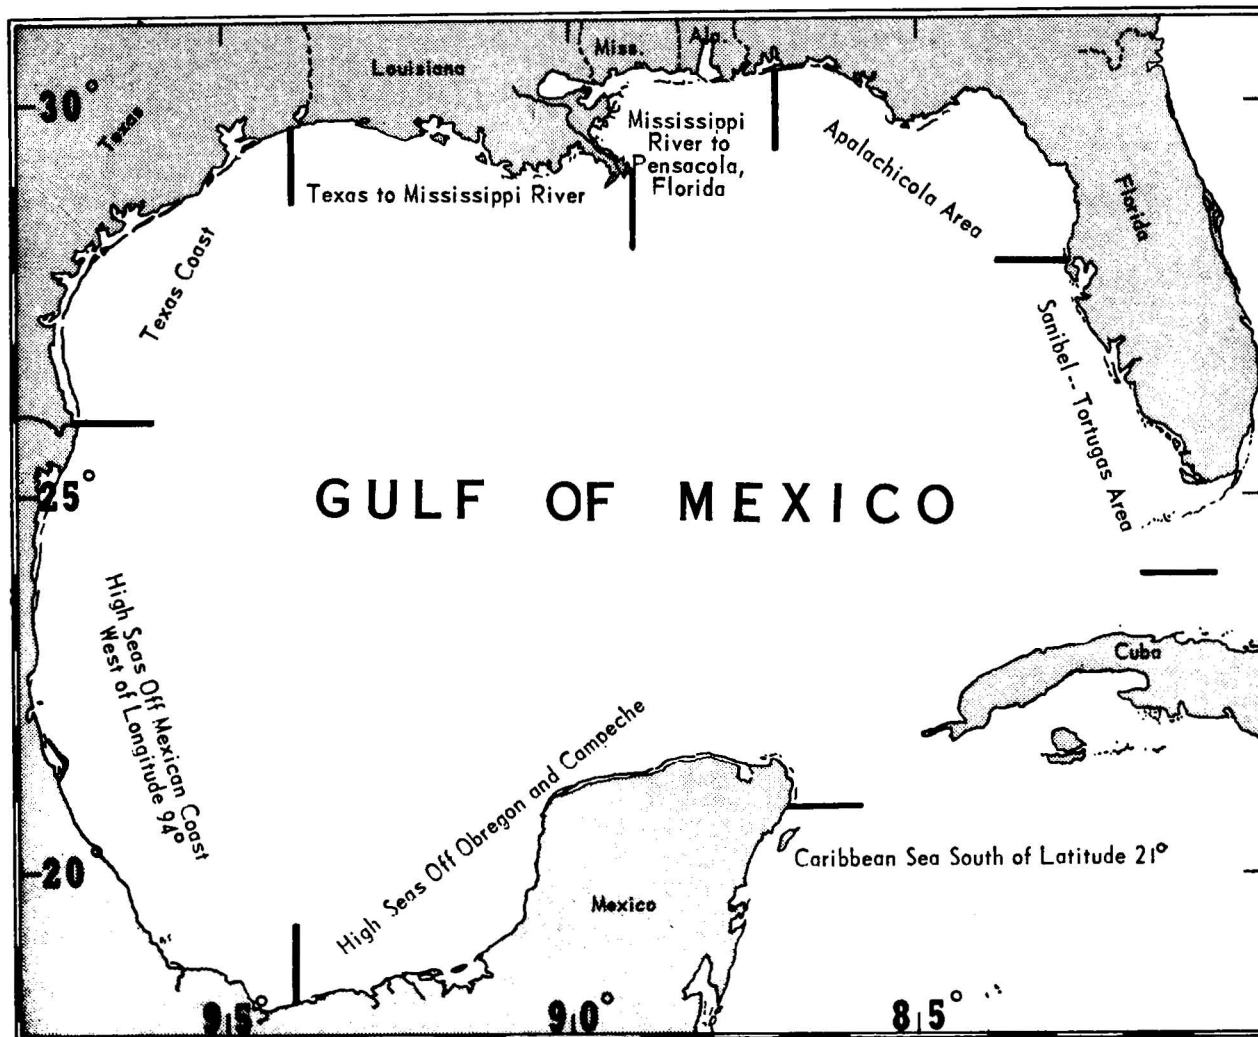 Miss.
Ala.
Louisiana
30°
Texas
Mississippi
River to
Pensacola,
Florida
Apalachicola Area
Texas to Mississippi River
Florida
Texas Coast
Sanibel -- Tortugas Area
25°
GULF OF MEXICO
High Seas Off Mexican Coast
West of Longitude 94°
Cuba
High Seas Off Obregon and Campeche
20
Caribbean Sea South of Latitude 21°
Mexico
95°
90°
85°